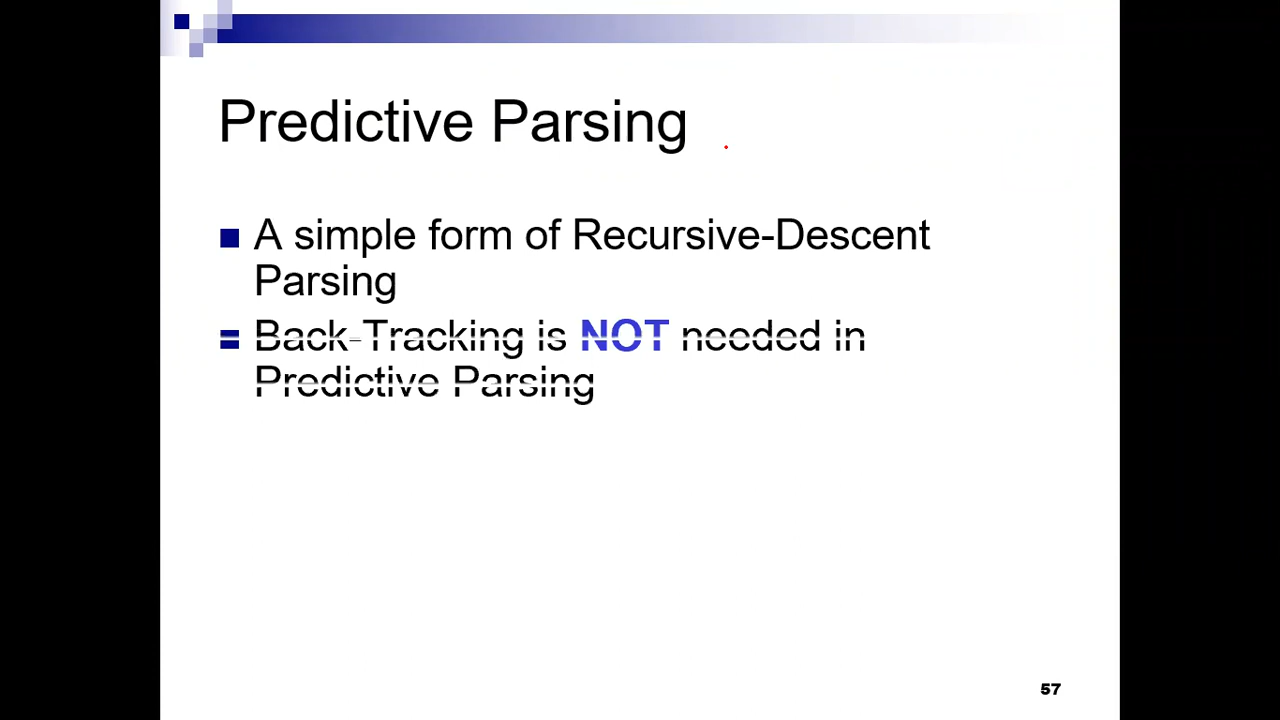 Predictive Parsing
A simple form of Recursive-Descent
Parsing
Back-Tracking is NOT needed in
Predictive Parsing
57